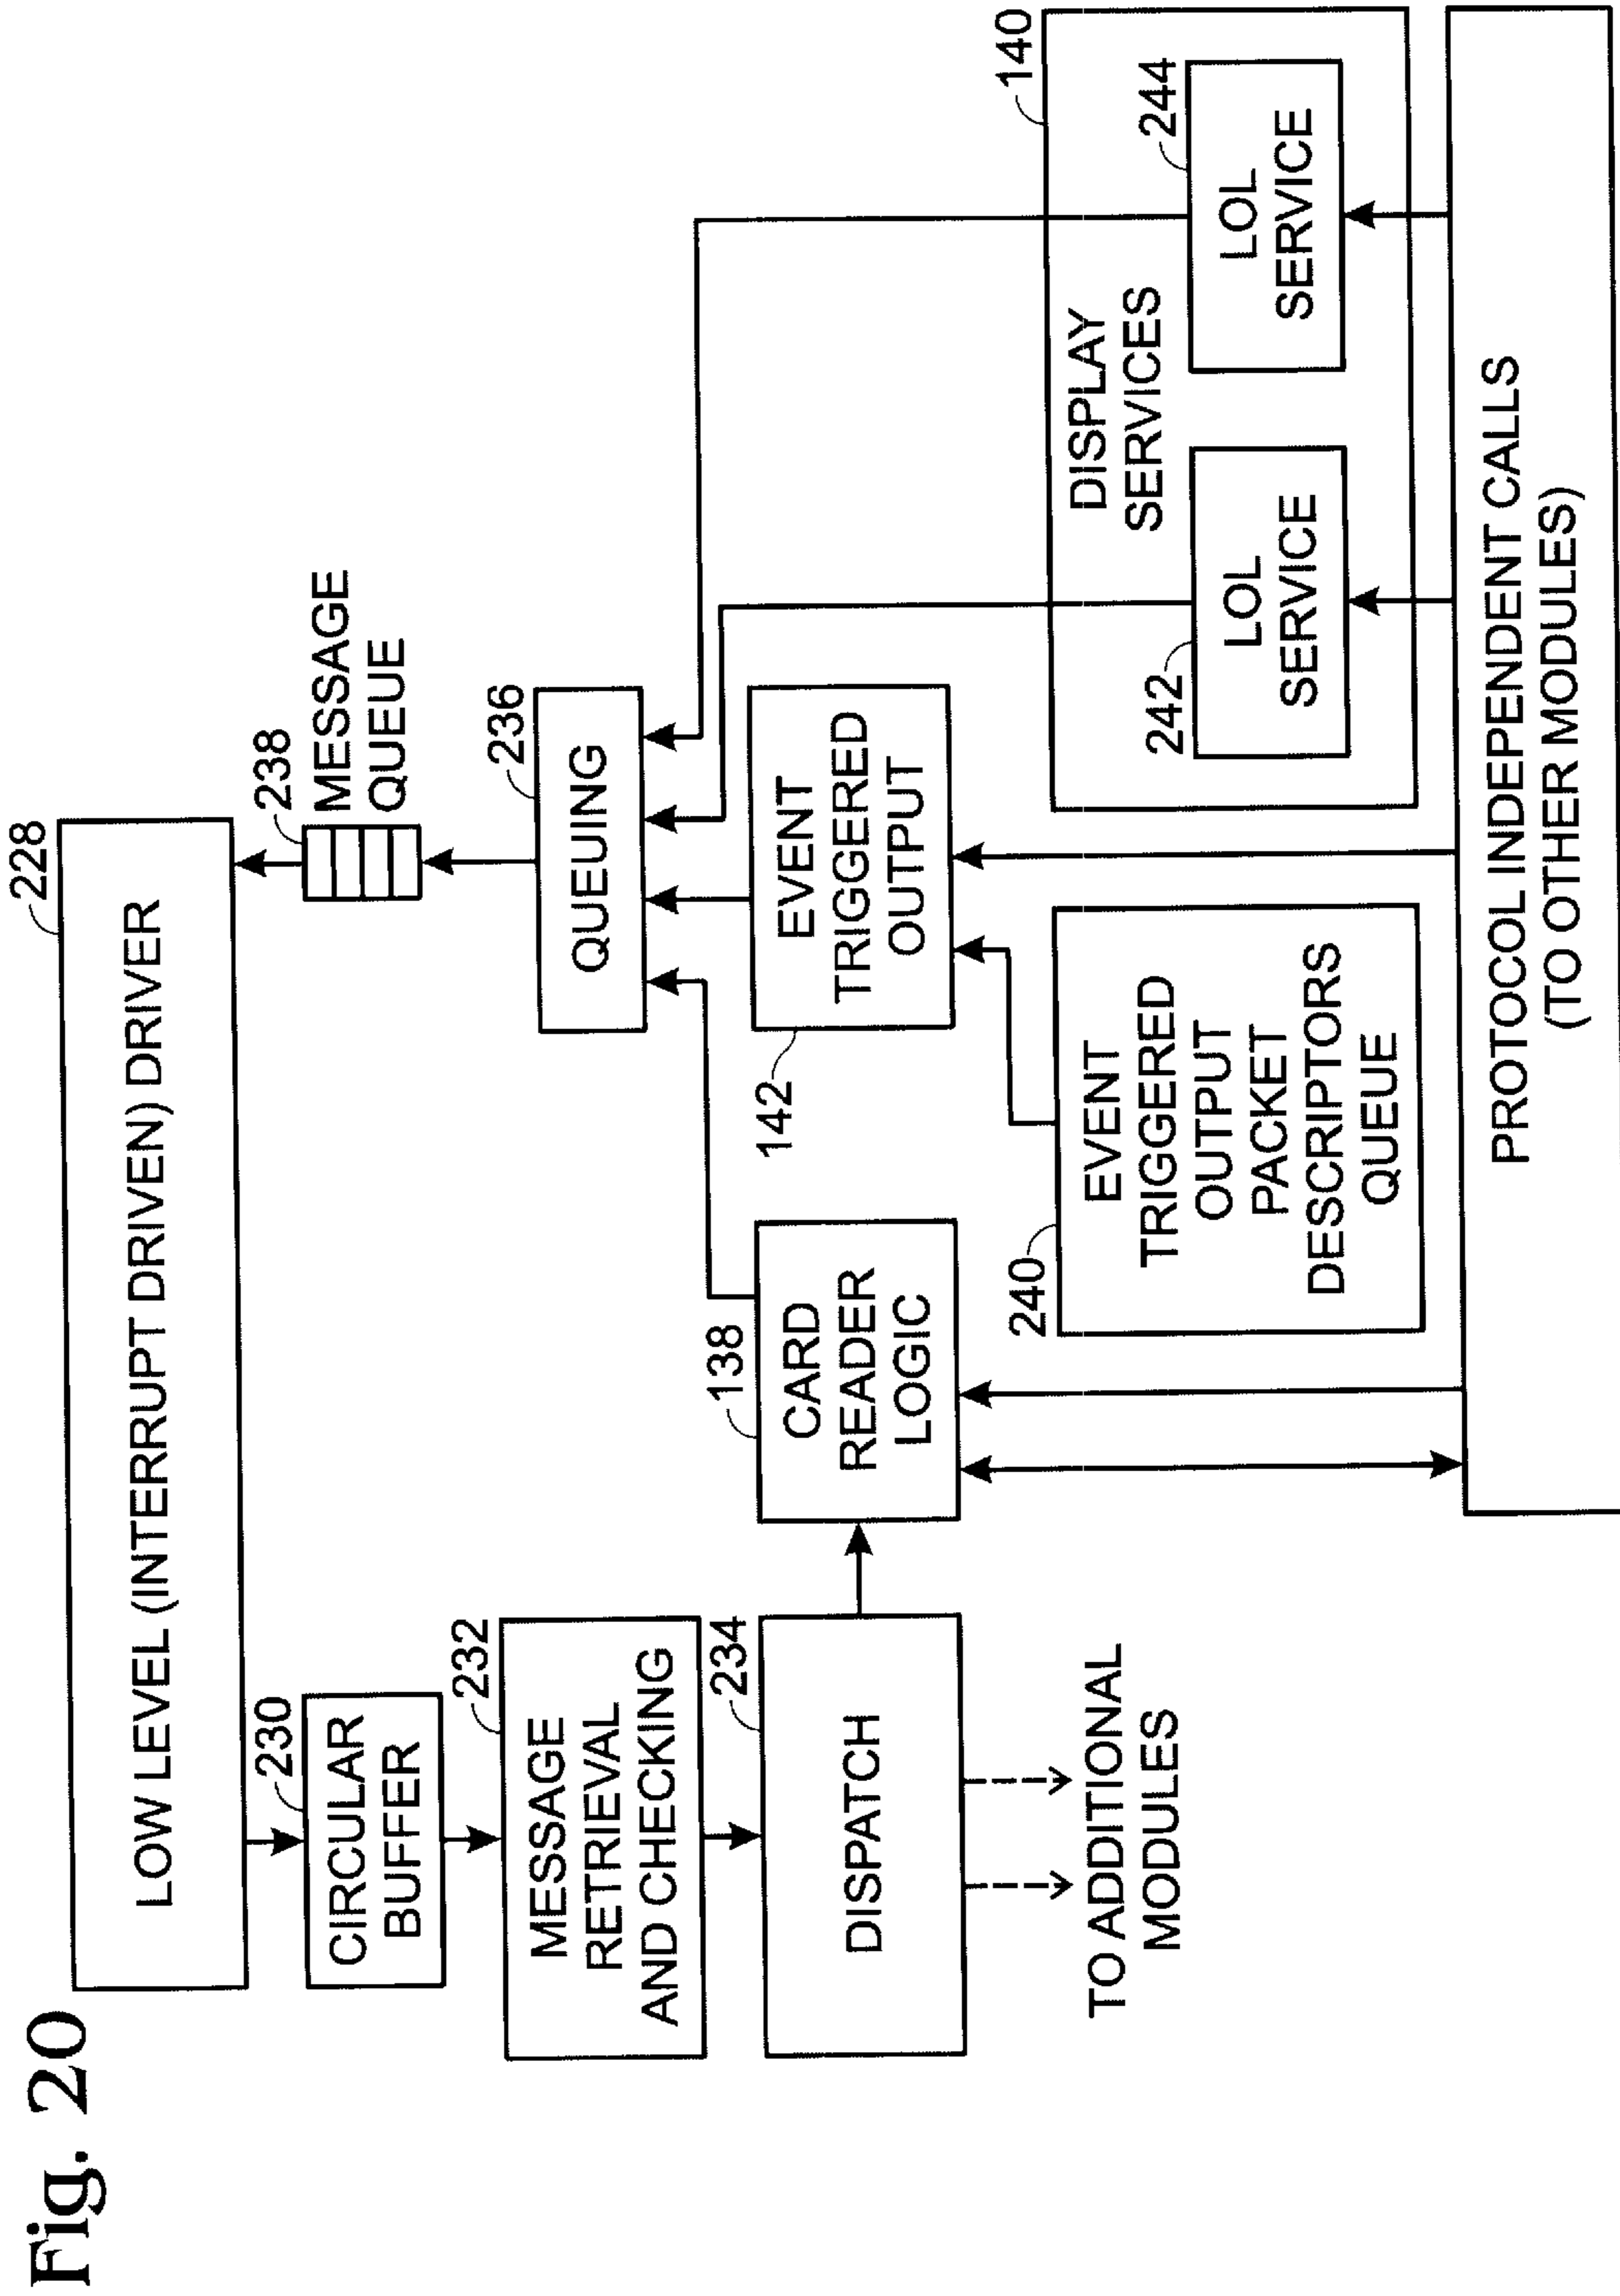 Fig. 20
228
LOW LEVEL (INTERRUPT DRIVEN) DRIVER
230
CIRCULAR
BUFFER
238
MESSAGE
QUEUE
232
MESSAGE
RETRIEVAL
AND CHECKING
236
QUEUING
234
DISPATCH
138
CARD
READER
LOGIC
142
EVENT
TRIGGERED
OUTPUT
140
DISPLAY
SERVICES
TO ADDITIONAL
MODULES
240
EVENT
TRIGGERED
OUTPUT
PACKET
DESCRIPTORS
QUEUE
242
LOL
SERVICE
244
LOL
SERVICE
PROTOCOL INDEPENDENT CALLS
(TO OTHER MODULES)